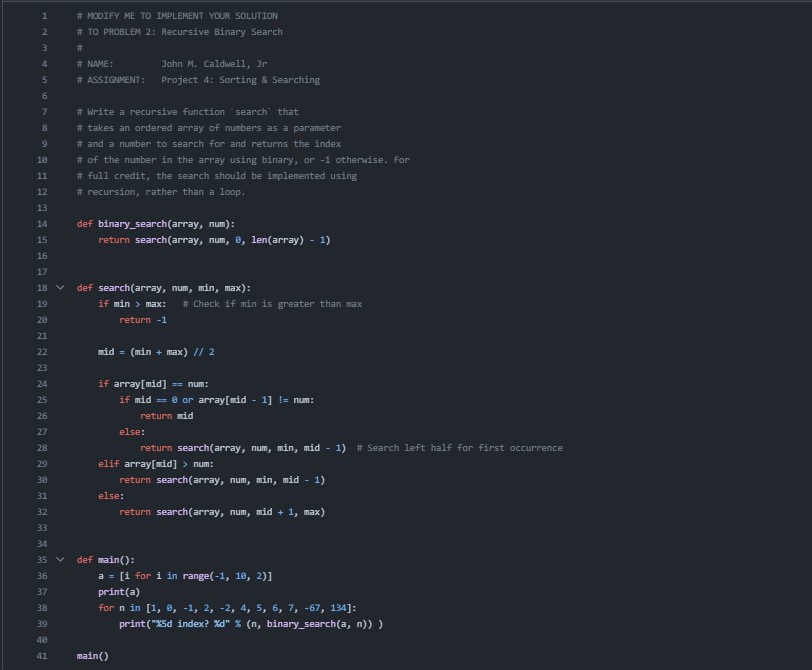 1 # MODIFY ME TO IMPLEMENT YOUR SOLUTION
2 # TO PROBLEM 2: Recursive Binary Search
3 #
4 # NAME:        John M. Caldwell, Jr
5 # ASSIGNMENT:   Project 4: Sorting & Searching
6
7 # Write a recursive function `search` that
8 # takes an ordered array of numbers as a parameter
9 # and a number to search for and returns the index
10 # of the number in the array using binary, or -1 otherwise. For
11 # full credit, the search should be implemented using
12 # recursion, rather than a loop.
13
14 def binary_search(array, num):
15     return search(array, num, 0, len(array) - 1)
16
17
18 def search(array, num, min, max):
19     if min > max:   # Check if min is greater than max
20         return -1
21
22     mid = (min + max) // 2
23
24     if array[mid] == num:
25         if mid == 0 or array[mid - 1] != num:
26             return mid
27         else:
28             return search(array, num, min, mid - 1)  # Search left half for first occurrence
29     elif array[mid] > num:
30         return search(array, num, min, mid - 1)
31     else:
32         return search(array, num, mid + 1, max)
33
34
35 def main():
36     a = [i for i in range(-1, 10, 2)]
37     print(a)
38     for n in [1, 0, -1, 2, -2, 4, 5, 6, 7, -67, 134]:
39         print("%5d index? %d" % (n, binary_search(a, n)) )
40
41 main()